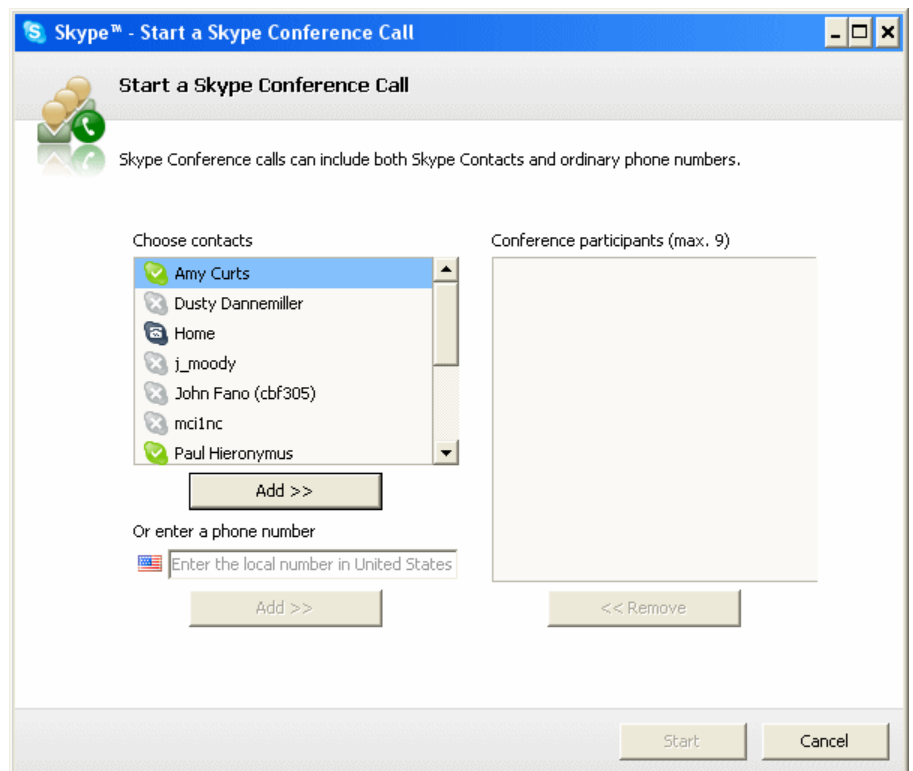 Skype™ - Start a Skype Conference Call
Start a Skype Conference Call
Skype Conference calls can include both Skype Contacts and ordinary phone numbers.
Choose contacts
Amy Curts
Dusty Dannemiller
Home
j_moody
John Fano (cbf305)
mci1nc
Paul Hieronymus
Add >>
Or enter a phone number
Enter the local number in United States
Add >>
Conference participants (max. 9)
<< Remove
Start
Cancel